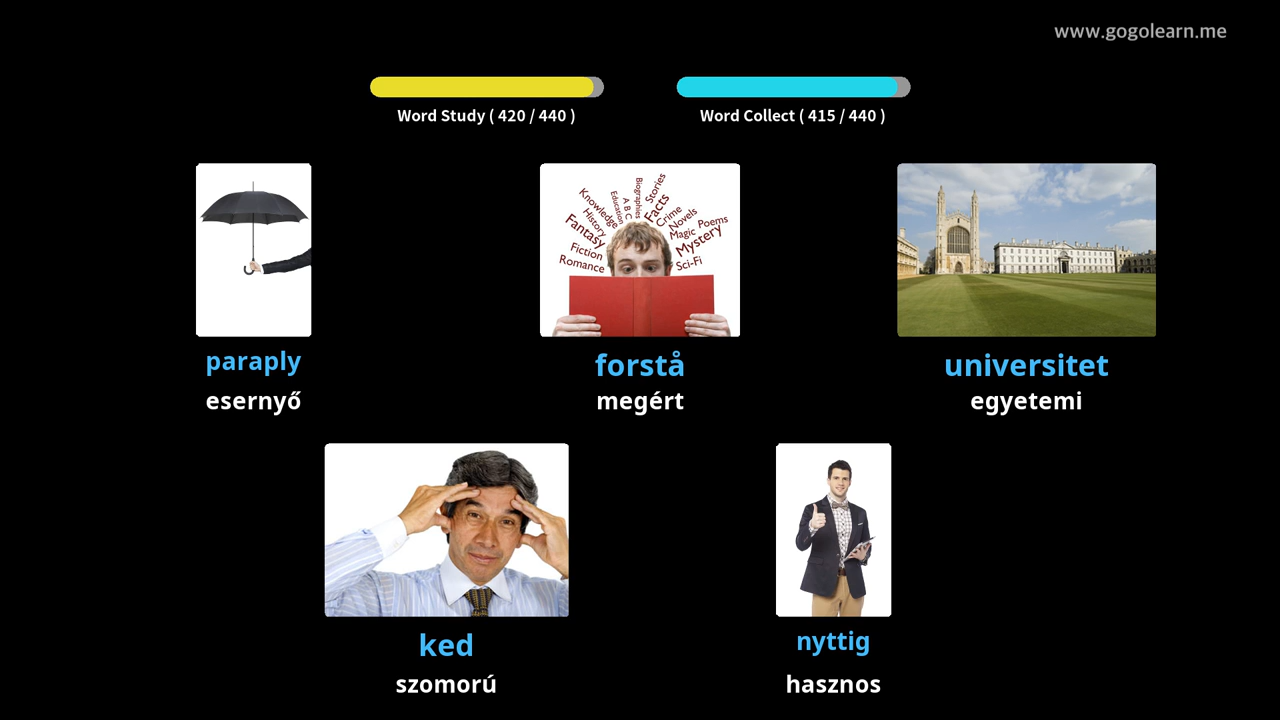 www.gogolearn.me
Word Study ( 420 / 440 )
Word Collect ( 415 / 440 )
Knowledge
Education
A B C
Biographies
Stories
Facts
History
Fantasy
Fiction
Romance
Crime
Novels
Magic
Poems
Mystery
Sci-Fi
paraply
esernyő
forstå
megért
universitet
egyetemi
ked
szomorú
nyttig
hasznos